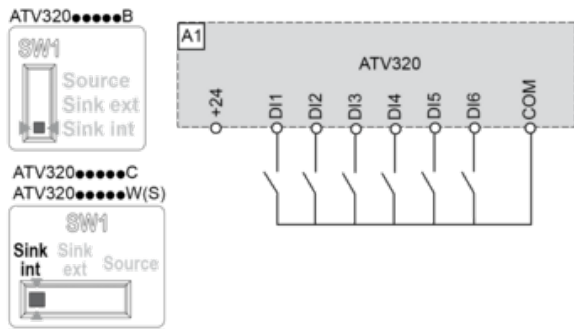 ATV320●●●●●B
SW1
Source
Sink ext
Sink int
ATV320●●●●●C
ATV320●●●●●W(S)
SW1
Sink int
Sink ext
Source
A1
ATV320
+24
DI1
DI2
DI3
DI4
DI5
DI6
COM